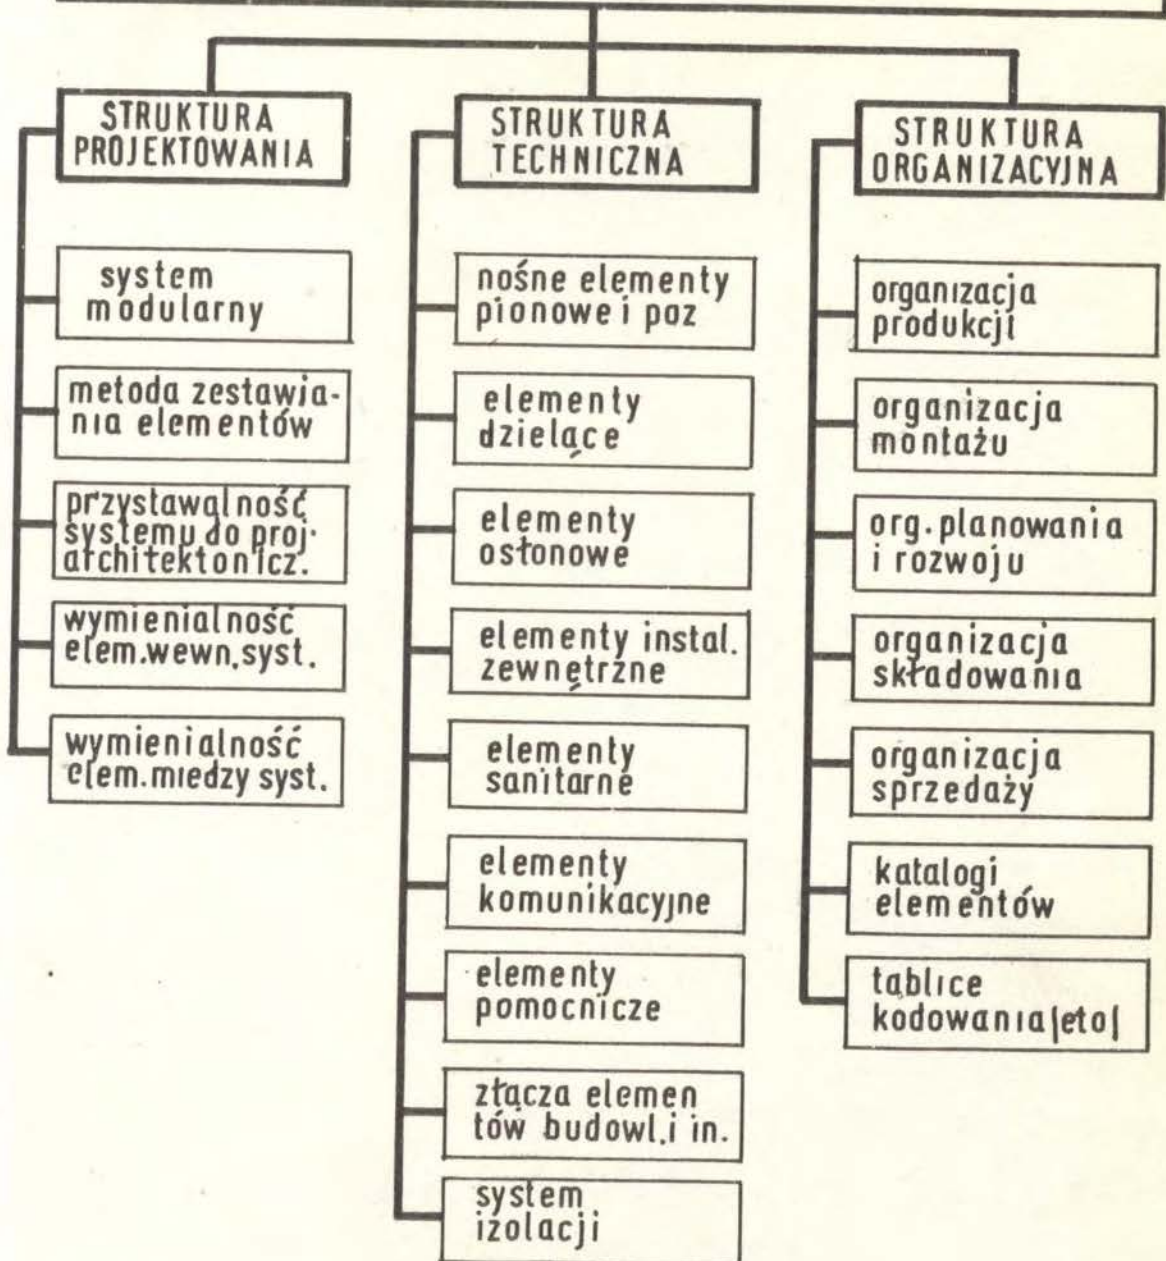 STRUKTURA
PROJEKTOWANIA
system
modularny
metoda zestawia-
nia elementów
przystawalność
systemu do proj.
architektonicz.
wymienialność
elem.wewn.syst.
wymienialność
elem.miedzy syst.
STRUKTURA
TECHNICZNA
nośne elementy
pionowe i poz
elementy
dzielące
elementy
osłonowe
elementy instal.
zewnętrzne
elementy
sanitarne
elementy
komunikacyjne
elementy
pomocnicze
złącza elemen
tów budowl.i in.
system
izolacji
STRUKTURA
ORGANIZACYJNA
organizacja
produkcji
organizacja
montażu
org.planowania
i rozwoju
organizacja
składowania
organizacja
sprzedaży
katalogi
elementów
tablice
kodowania(eto)